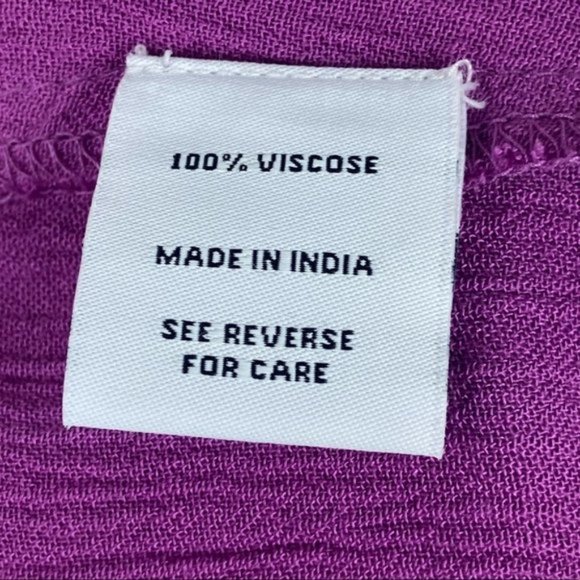 100% VISCOSE
MADE IN INDIA
SEE REVERSE
FOR CARE